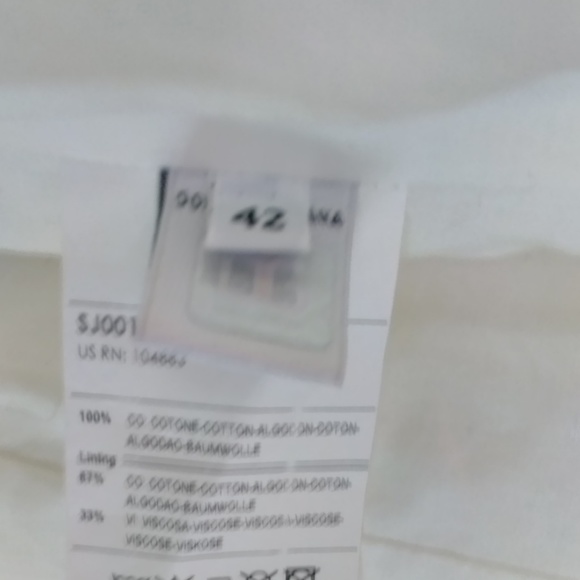 42
SJ001
US RN:
100% CO COTONE-COTTON-ALGODON-COTON-
ALGODAO-BAUMWOLLE
Lining
67% CO COTONE-COTTON-ALGODON-COTON-
ALGODAO-BAUMWOLLE
33% VI VISCOSA-VISCOSE-VISCOSA-VISCOSE-
VISCOSE-VISKOSE